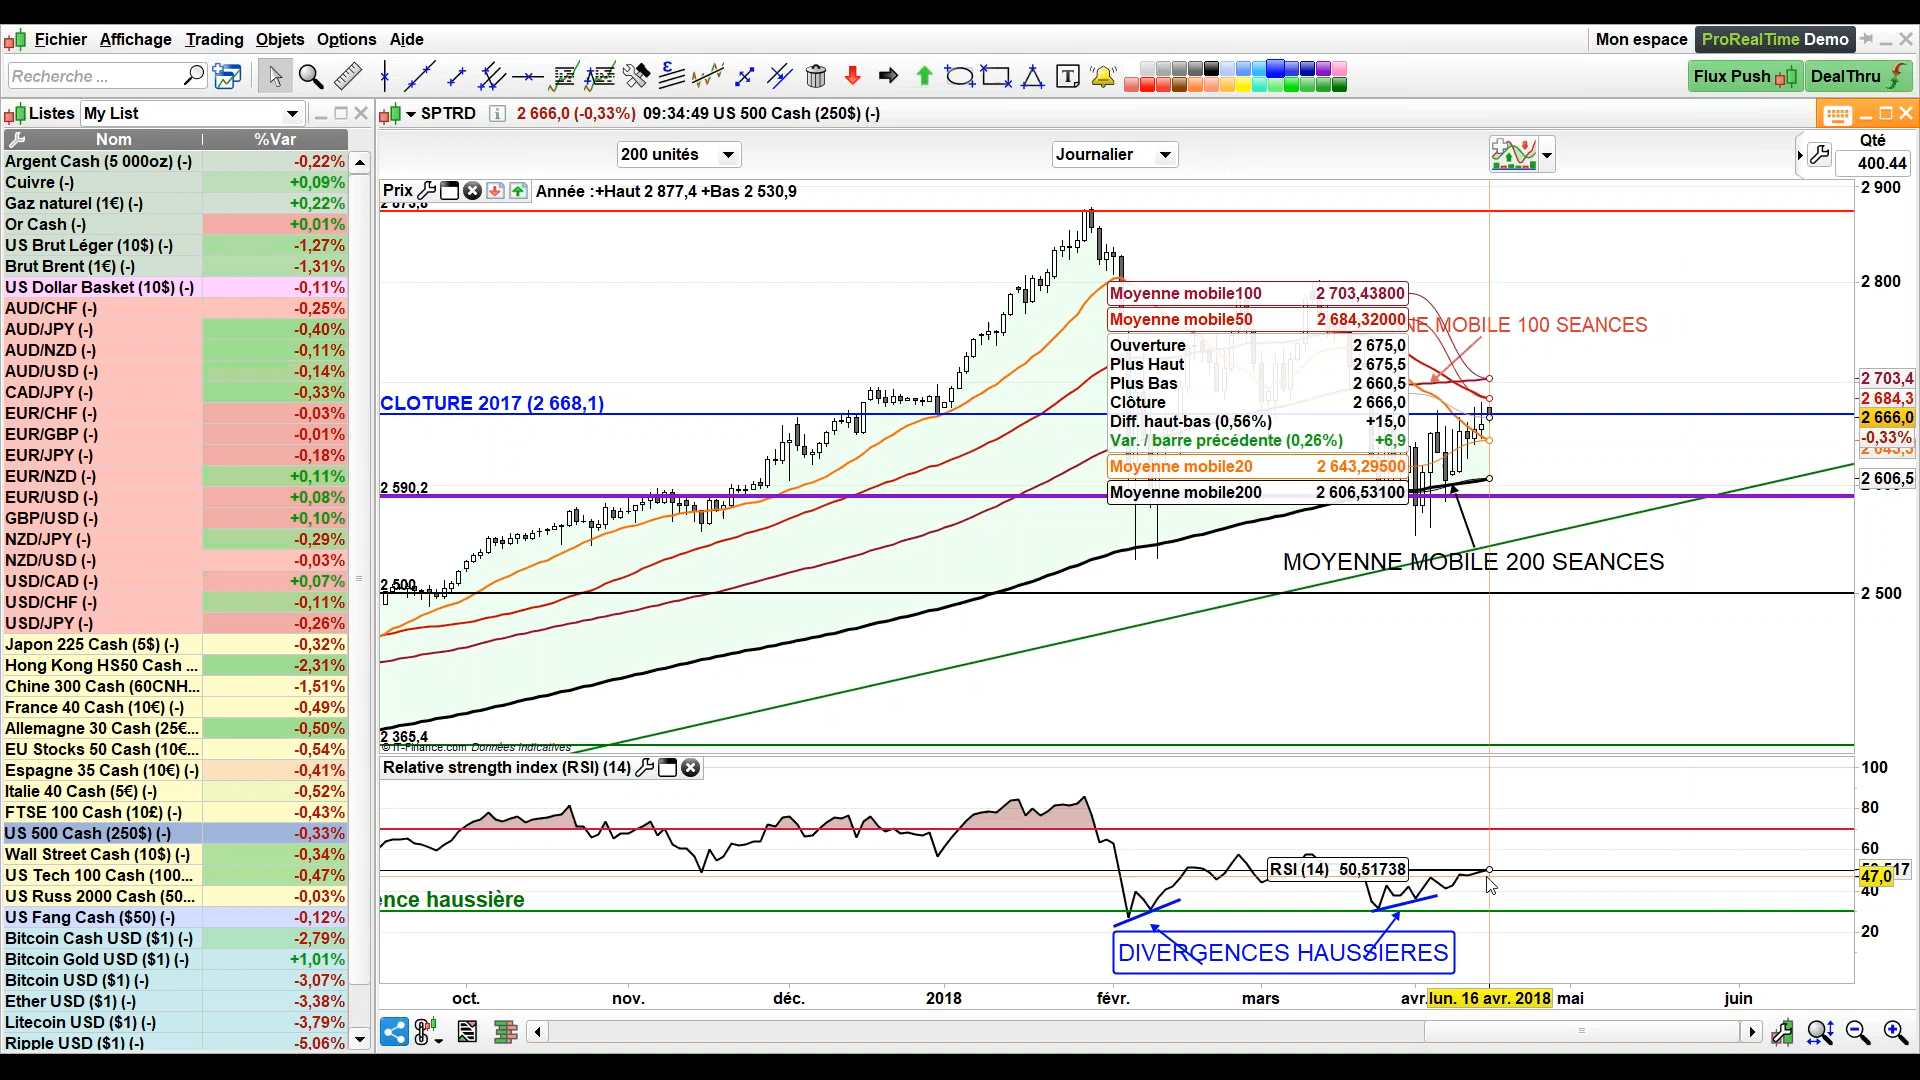 Fichier Affichage Trading Objets Options Aide
Mon espace ProRealTime Demo
Recherche ...
Flux Push DealThru
Listes My List
SPTRD 2 666,0 (-0,33%) 09:34:49 US 500 Cash (250$) (-)
Nom %Var
200 unités Journalier
Qté
400.44
Prix Année :+Haut 2 877,4 +Bas 2 530,9
Argent Cash (5 000oz) (-) -0,22%
Cuivre (-) +0,09%
Gaz naturel (1€) (-) +0,22%
Or Cash (-) +0,01%
US Brut Léger (10$) (-) -1,27%
Brut Brent (1€) (-) -1,31%
US Dollar Basket (10$) (-) -0,11%
AUD/CHF (-) -0,25%
AUD/JPY (-) -0,40%
AUD/NZD (-) -0,11%
AUD/USD (-) -0,14%
CAD/JPY (-) -0,33%
EUR/CHF (-) -0,03%
EUR/GBP (-) -0,01%
EUR/JPY (-) -0,18%
EUR/NZD (-) +0,11%
EUR/USD (-) +0,08%
GBP/USD (-) +0,10%
NZD/JPY (-) -0,29%
NZD/USD (-) -0,03%
USD/CAD (-) +0,07%
USD/CHF (-) -0,11%
USD/JPY (-) -0,26%
Japon 225 Cash (5$) (-) -0,32%
Hong Kong HS50 Cash ... -2,31%
Chine 300 Cash (60CNH... -1,51%
France 40 Cash (10€) (-) -0,49%
Allemagne 30 Cash (25€... -0,50%
EU Stocks 50 Cash (10€... -0,54%
Espagne 35 Cash (10€) (-) -0,41%
Italie 40 Cash (5€) (-) -0,52%
FTSE 100 Cash (10£) (-) -0,43%
US 500 Cash (250$) (-) -0,33%
Wall Street Cash (10$) (-) -0,34%
US Tech 100 Cash (100... -0,47%
US Russ 2000 Cash (50... -0,03%
US Fang Cash ($50) (-) -0,12%
Bitcoin Cash USD ($1) (-) -2,79%
Bitcoin Gold USD ($1) (-) +1,01%
Bitcoin USD ($1) (-) -3,07%
Ether USD ($1) (-) -3,38%
Litecoin USD ($1) (-) -3,79%
Ripple USD ($1) (-) -5,06%
2 873,8
CLOTURE 2017 (2 668,1)
2 590,2
2 500
2 365,4
© IT-Finance.com Données indicatives
Moyenne mobile100 2 703,43800
Moyenne mobile50 2 684,32000
NE MOBILE 100 SEANCES
Ouverture 2 675,0
Plus Haut 2 675,5
Plus Bas 2 660,5
Clôture 2 666,0
Diff. haut-bas (0,56%) +15,0
Var. / barre précédente (0,26%) +6,9
Moyenne mobile20 2 643,29500
Moyenne mobile200 2 606,53100
MOYENNE MOBILE 200 SEANCES
2 900
2 800
2 703,4
2 684,3
2 666,0
-0,33%
2 643,3
2 606,5
2 500
Relative strength index (RSI) (14)
RSI (14) 50,51738
ence haussière
DIVERGENCES HAUSSIERES
100
80
60
47,0
40
20
oct. nov. déc. 2018 févr. mars avr. lun. 16 avr. 2018 mai juin